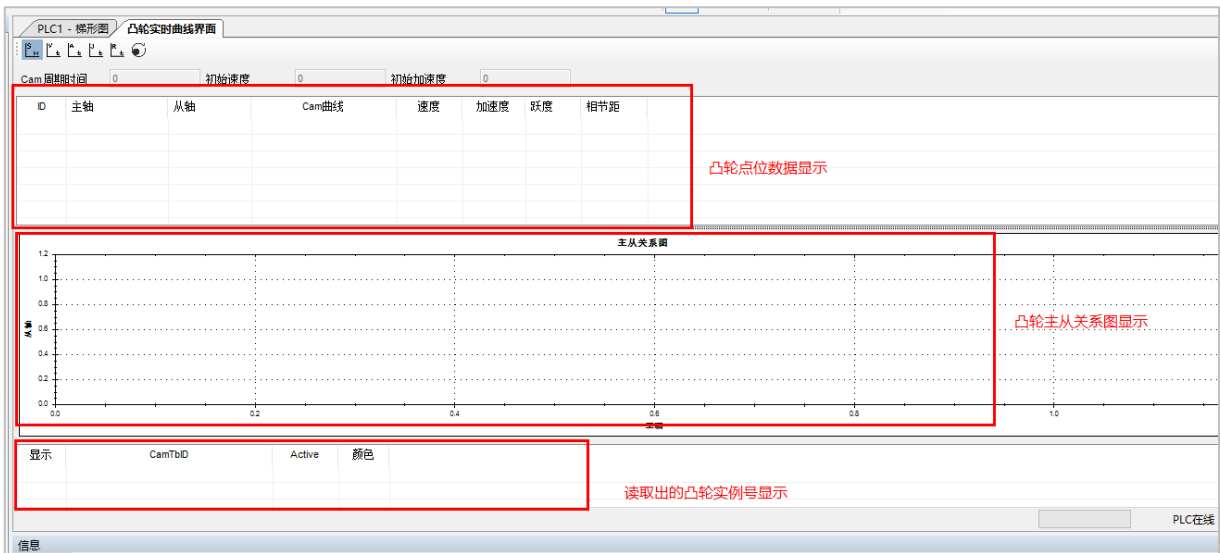 PLC1 - 梯形图 凸轮实时曲线界面
Cam周期时间 0 初始速度 0 初始加速度 0
ID 主轴 从轴 Cam曲线 速度 加速度 跃度 相节距
凸轮点位数据显示
主从关系图
1.2
1.0
0.8
0.6
0.4
0.2
0.0
从轴
0.0 0.2 0.4 0.6 0.8 1.0
主轴
凸轮主从关系图显示
显示 CamTblD Active 颜色
读取出的凸轮实例号显示
PLC在线
信息